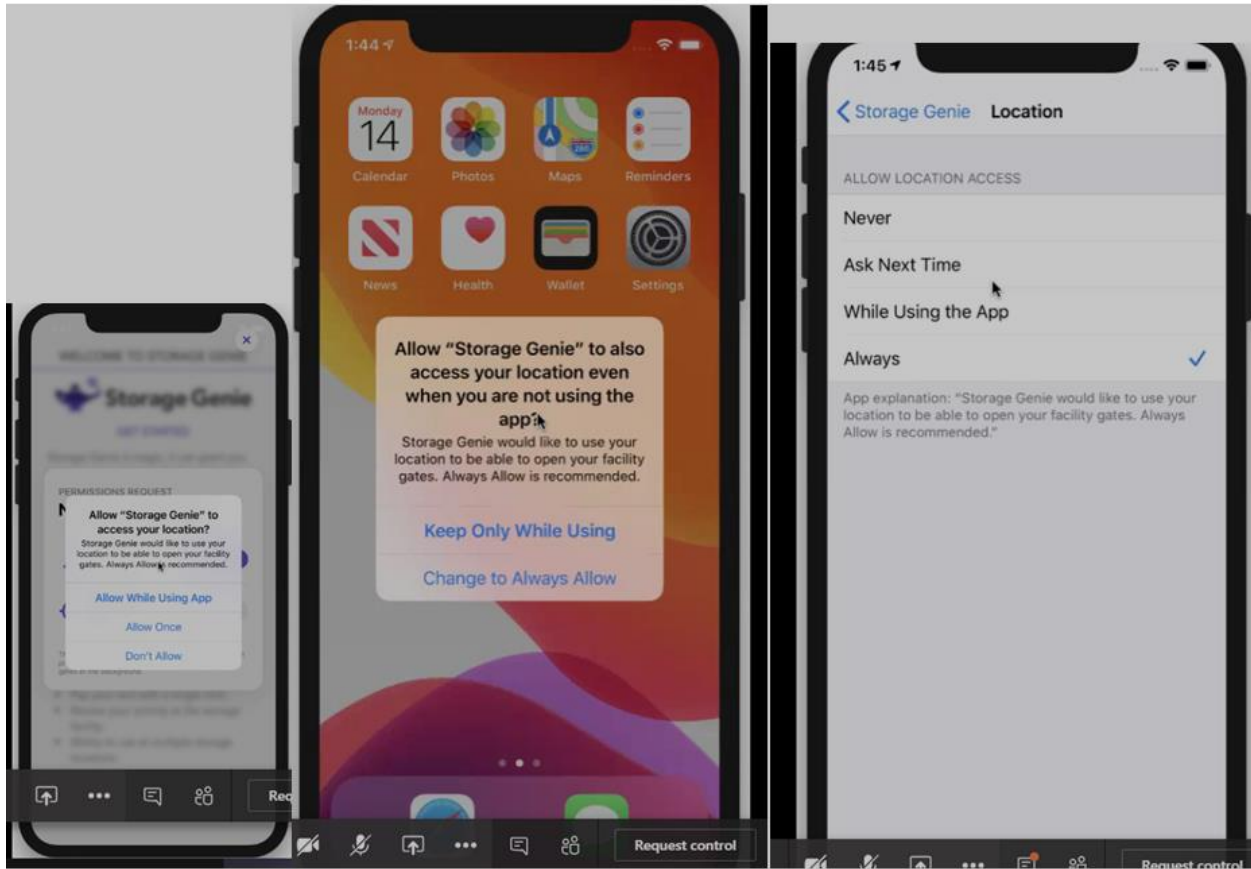 WELCOME TO STORAGE GENIE
Storage Genie
GET STARTED
PERMISSIONS REQUEST
Allow "Storage Genie" to
access your location?
Storage Genie would like to use your
location to be able to open your facility
gates. Always Allow is recommended.
Allow While Using App
Allow Once
Don't Allow
Req
1:44
Monday
14
Calendar
Photos
Maps
280
Reminders
News
Health
Wallet
Settings
Allow “Storage Genie” to also
access your location even
when you are not using the
app?
Storage Genie would like to use your
location to be able to open your facility
gates. Always Allow is recommended.
Keep Only While Using
Change to Always Allow
Request control
1:45
Storage Genie Location
ALLOW LOCATION ACCESS
Never
Ask Next Time
While Using the App
Always
App explanation: “Storage Genie would like to use your
location to be able to open your facility gates. Always
Allow is recommended.”
Request control